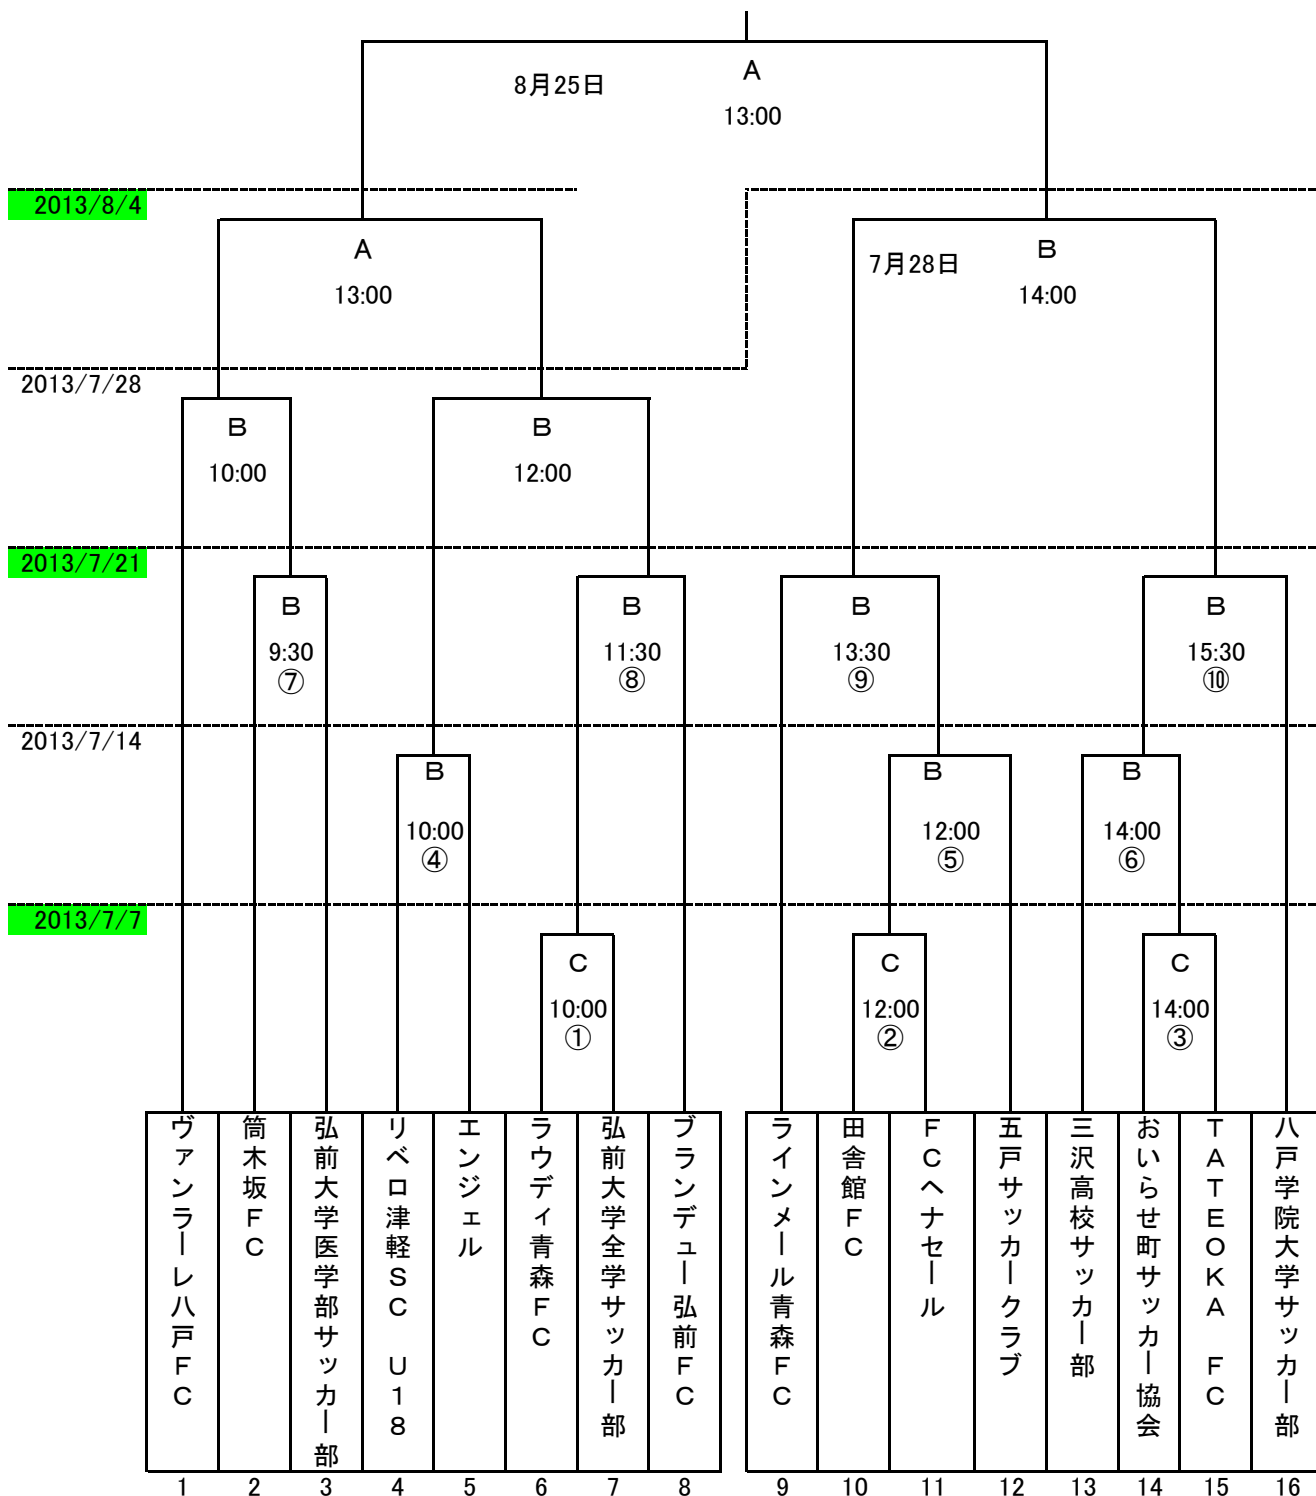 8月25日
A
13:00
2013/8/4
A
13:00
7月28日
B
14:00
2013/7/28
B
10:00
B
12:00
2013/7/21
B
9:30
⑦
B
11:30
⑧
B
13:30
⑨
B
15:30
⑩
2013/7/14
B
10:00
④
B
12:00
⑤
B
14:00
⑥
2013/7/7
C
10:00
①
C
12:00
②
C
14:00
③
ヴァンラーレ八戸FC
筒木坂FC
弘前大学医学部サッカー部
リベロ津軽SC U18
エンジェル
ラウディ青森FC
弘前大学全学サッカー部
ブランデュー弘前FC
ラインメール青森FC
田舎館FC
FCヘナセール
五戸サッカークラブ
三沢高校サッカー部
おいらせ町サッカー協会
TATEOKA FC
八戸学院大学サッカー部
1 2 3 4 5 6 7 8 9 10 11 12 13 14 15 16